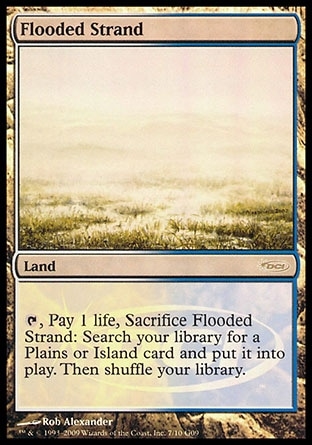 Flooded Strand
Land
DCI
, Pay 1 life, Sacrifice Flooded
Strand: Search your library for a
Plains or Island card and put it into
play. Then shuffle your library.
Rob Alexander
™ & © 1993-2009 Wizards of the Coast, Inc. 7/10 G09